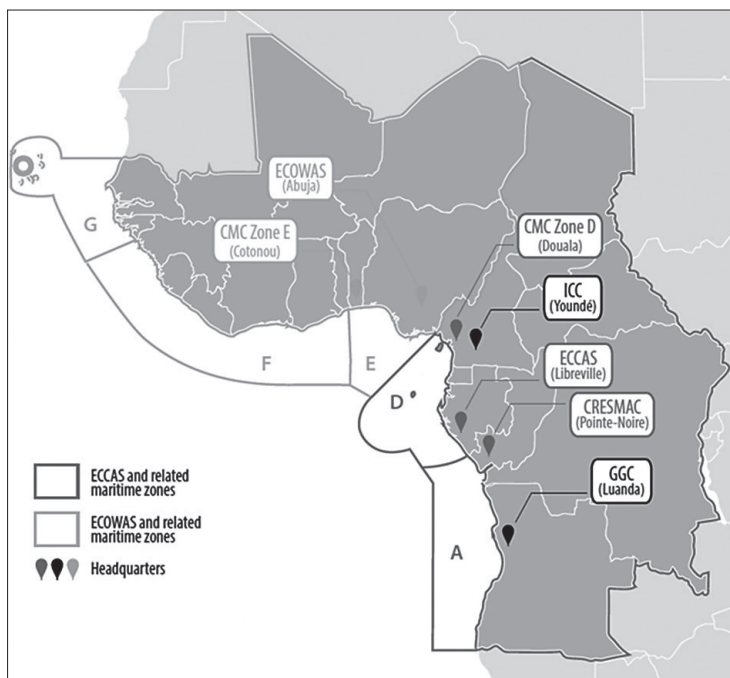 ECOWAS
(Abuja)
CMC Zone E
(Cotonou)
CMC Zone D
(Douala)
ICC
(Youndé)
ECCAS
(Libreville)
CRESMAC
(Pointe-Noire)
GGC
(Luanda)
G
F
E
D
A
ECCAS and related
maritime zones
ECOWAS and related
maritime zones
Headquarters